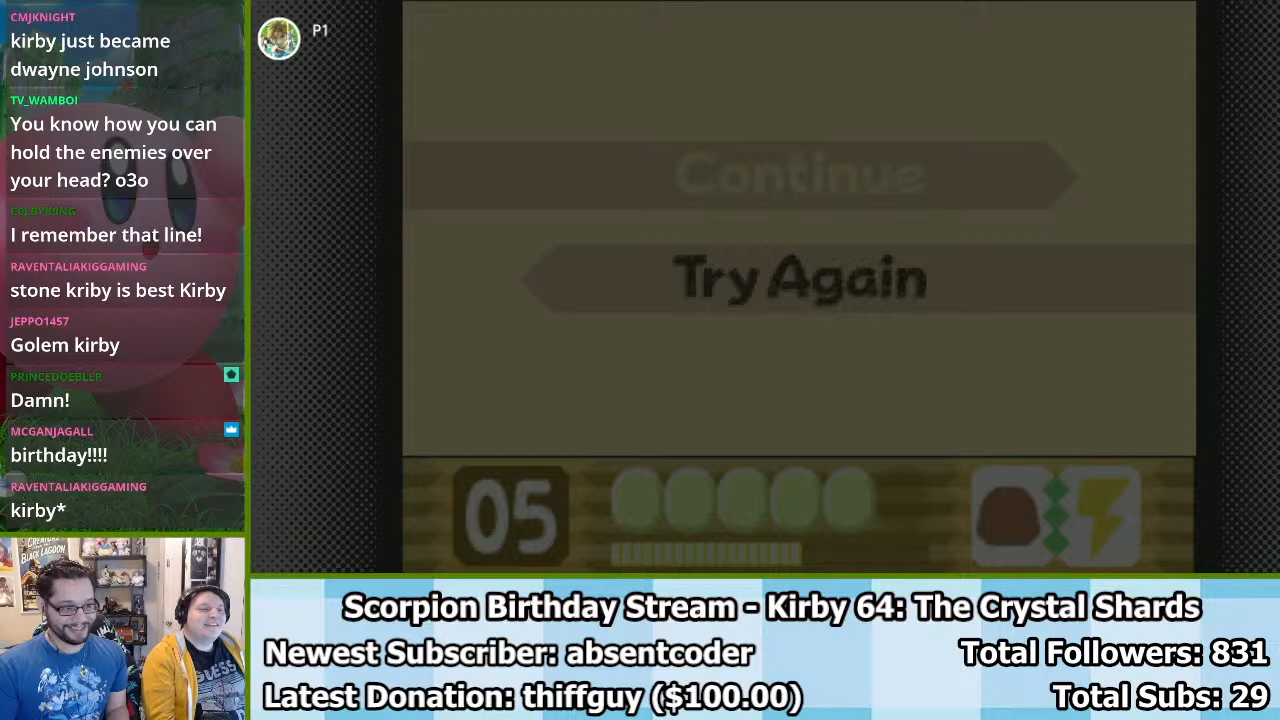 CMJKNIGHT
kirby just became
dwayne johnson
TV_WAMBOI
You know how you can
hold the enemies over
your head? o3o
C0LBYK0NG
I remember that line!
RAVENTALIAKIGGAMING
stone kriby is best Kirby
JEPPO1457
Golem kirby
PRINCEDOEBLER
Damn!
MCGANJAGALL
birthday!!!!
RAVENTALIAKIGGAMING
kirby*
P1
Continue
Try Again
05
Scorpion Birthday Stream - Kirby 64: The Crystal Shards
Newest Subscriber: absentcoder
Total Followers: 831
Latest Donation: thiffguy ($100.00)
Total Subs: 29